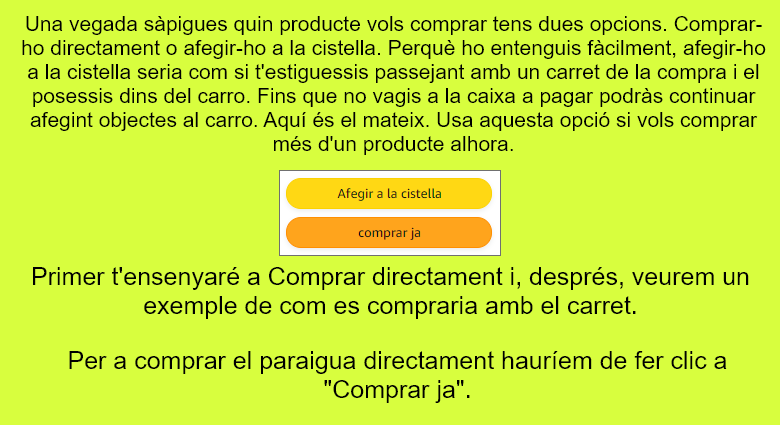 Una vegada sàpigues quin producte vols comprar tens dues opcions. Comprar-
ho directament o afegir-ho a la cistella. Perquè ho entenguis fàcilment, afegir-ho
a la cistella seria com si t'estiguessis passejant amb un carret de la compra i el
posessis dins del carro. Fins que no vagis a la caixa a pagar podràs continuar
afegint objectes al carro. Aquí és el mateix. Usa aquesta opció si vols comprar
més d'un producte alhora.
Afegir a la cistella
comprar ja
Primer t'ensenyaré a Comprar directament i, després, veurem un
exemple de com es compraria amb el carret.
Per a comprar el paraigua directament hauríem de fer clic a
"Comprar ja".